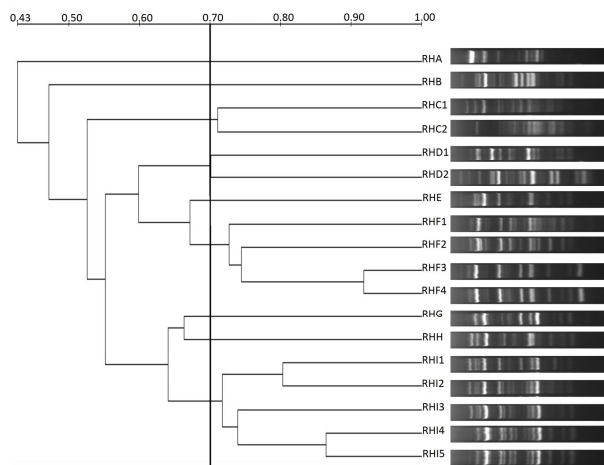 0,43 0,50 0,60 0.70 0,80 0,90 1.00
RHA
RHB
RHC1
RHC2
RHD1
RHD2
RHE
RHF1
RHF2
RHF3
RHF4
RHG
RHH
RHI1
RHI2
RHI3
RHI4
RHI5